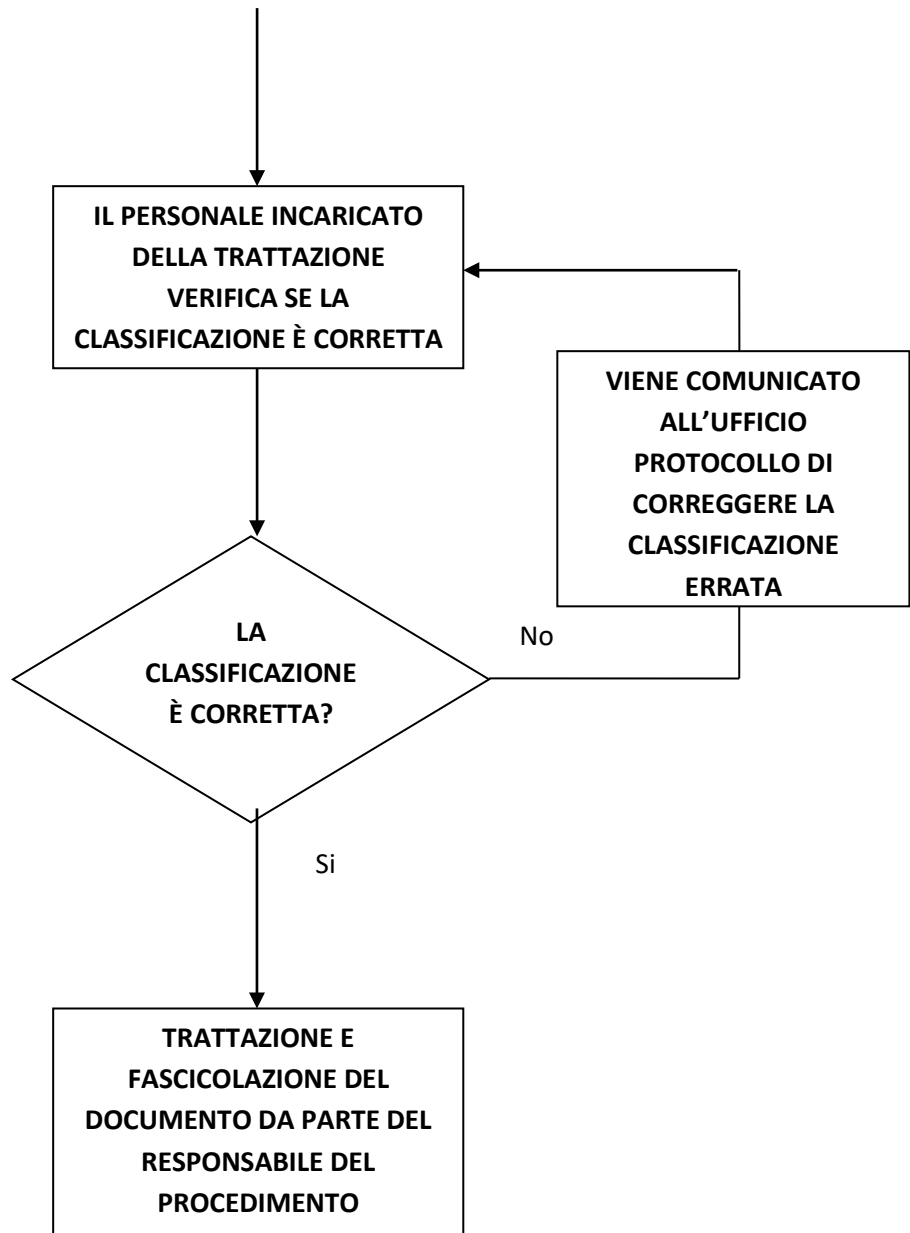 IL PERSONALE INCARICATO
DELLA TRATTAZIONE
VERIFICA SE LA
CLASSIFICAZIONE È CORRETTA
VIENE COMUNICATO
ALL’UFFICIO
PROTOCOLLO DI
CORREGGERE LA
CLASSIFICAZIONE
ERRATA
LA
CLASSIFICAZIONE
È CORRETTA?
No
Si
TRATTAZIONE E
FASCICOLAZIONE DEL
DOCUMENTO DA PARTE DEL
RESPONSABILE DEL
PROCEDIMENTO